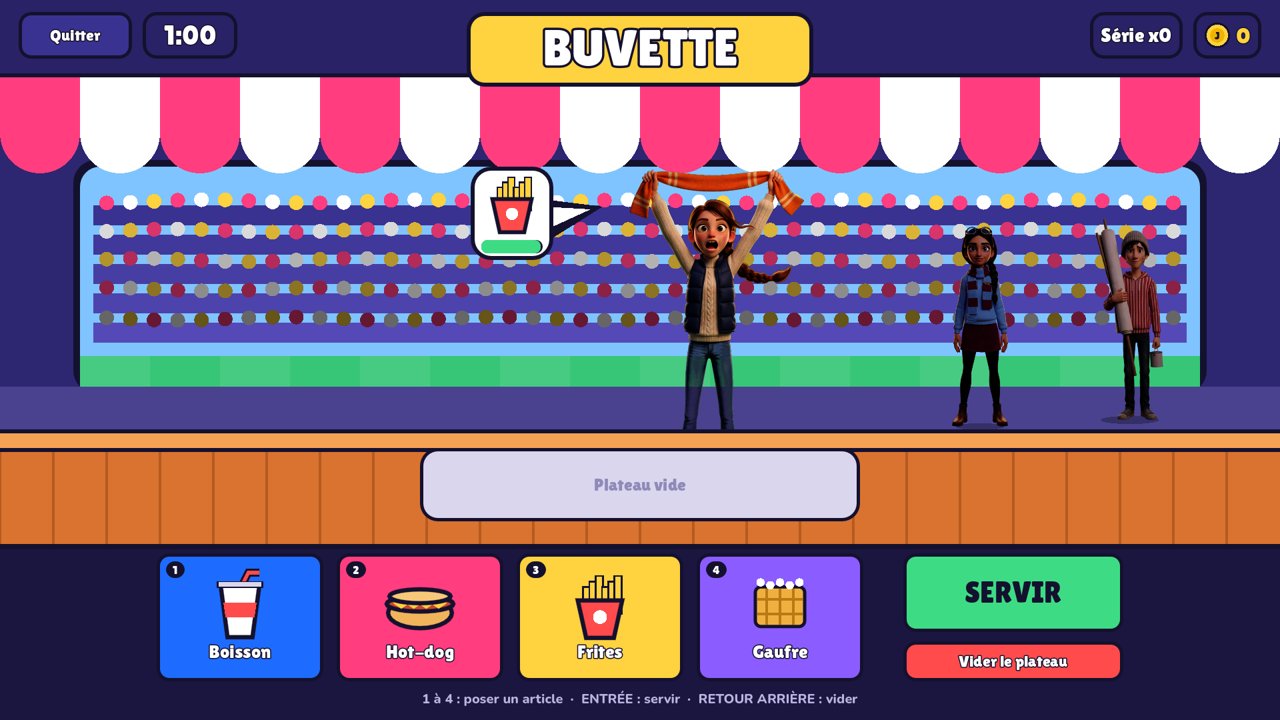 Quitter
1:00
BUVETTE
Série x0
J 0
Plateau vide
1
Boisson
2
Hot-dog
3
Frites
4
Gaufre
SERVIR
Vider le plateau
1 à 4 : poser un article · ENTRÉE : servir · RETOUR ARRIÈRE : vider